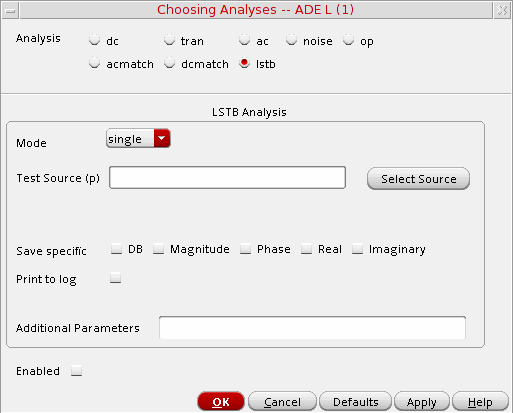 Choosing Analyses -- ADE L (1)
Analysis dc tran ac noise op
acmatch dcmatch lstb
LSTB Analysis
Mode single
Test Source (p) Select Source
Save specific DB Magnitude Phase Real Imaginary
Print to log
Additional Parameters
Enabled
OK Cancel Defaults Apply Help